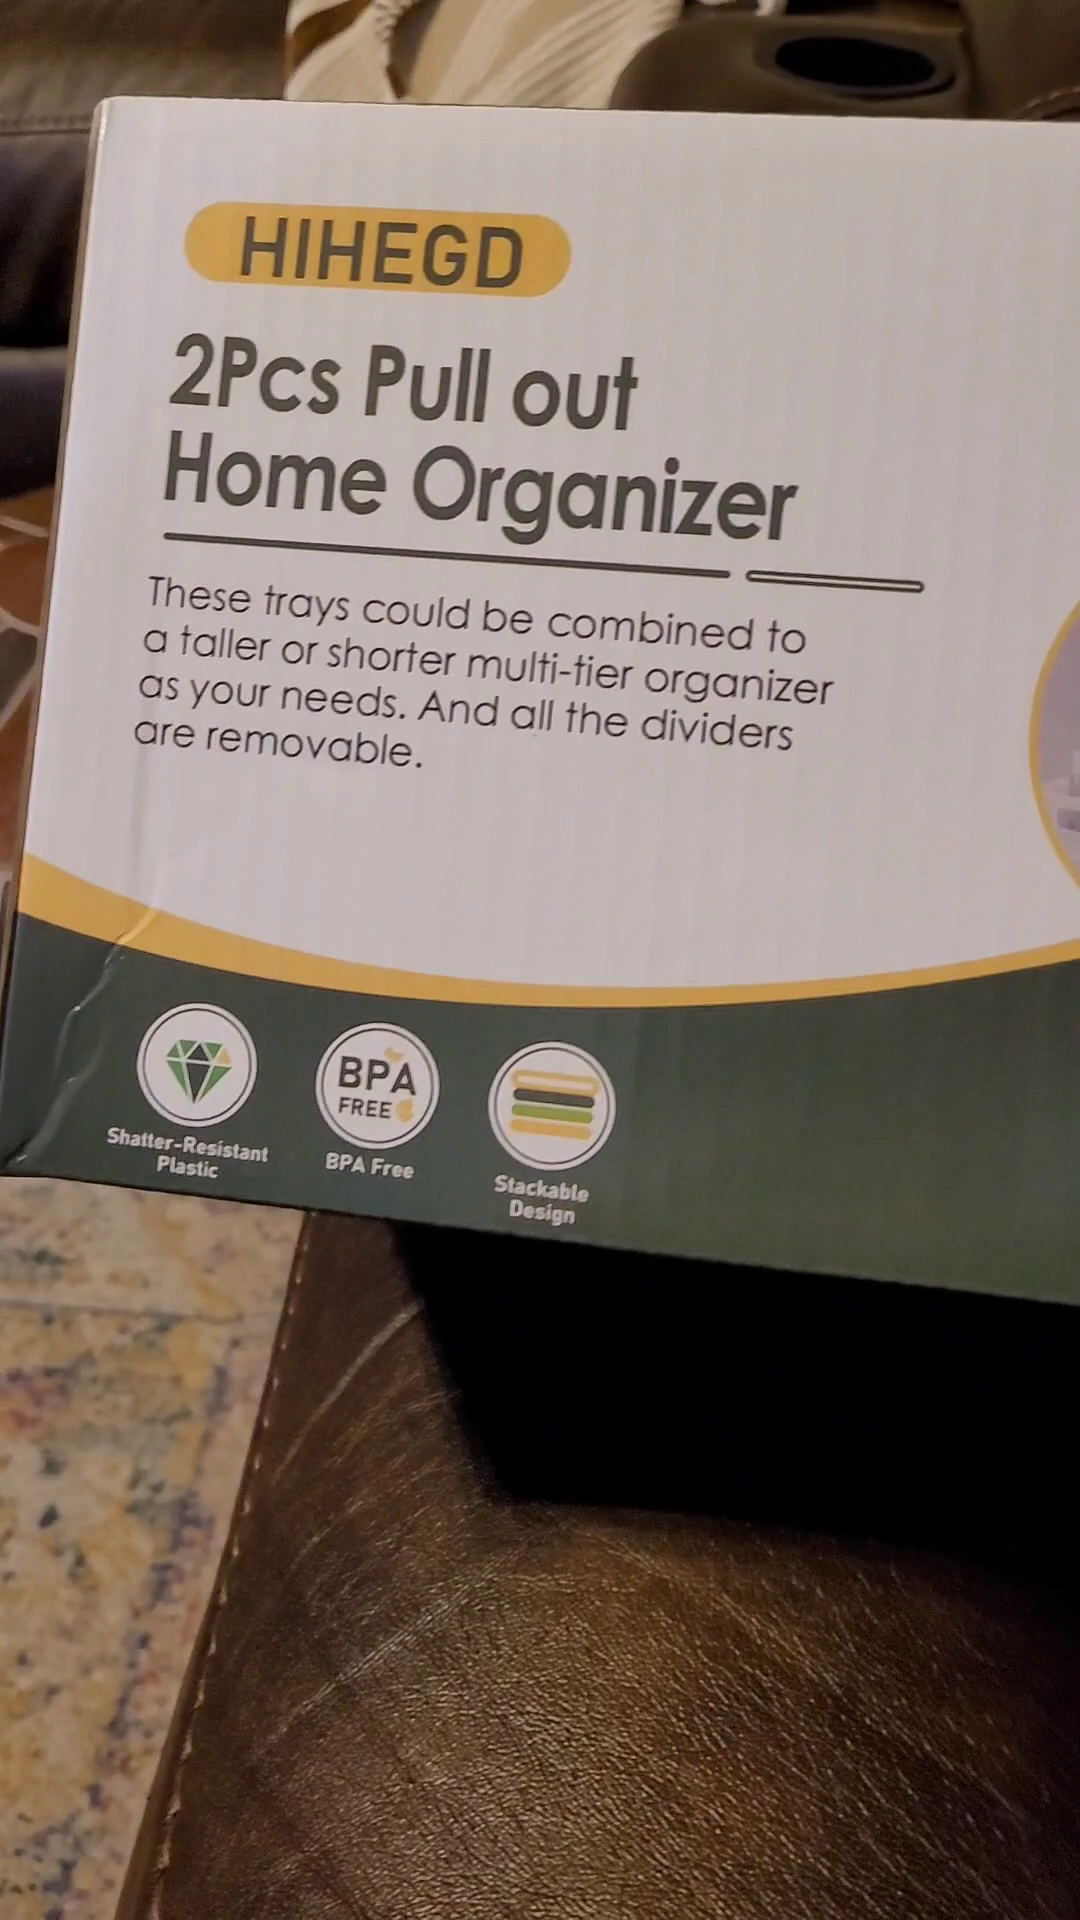 HIHEGD
2Pcs Pull out
Home Organizer
These trays could be combined to
a taller or shorter multi-tier organizer
as your needs. And all the dividers
are removable.
BPA
FREE
Shatter-Resistant
Plastic
BPA Free
Stackable
Design